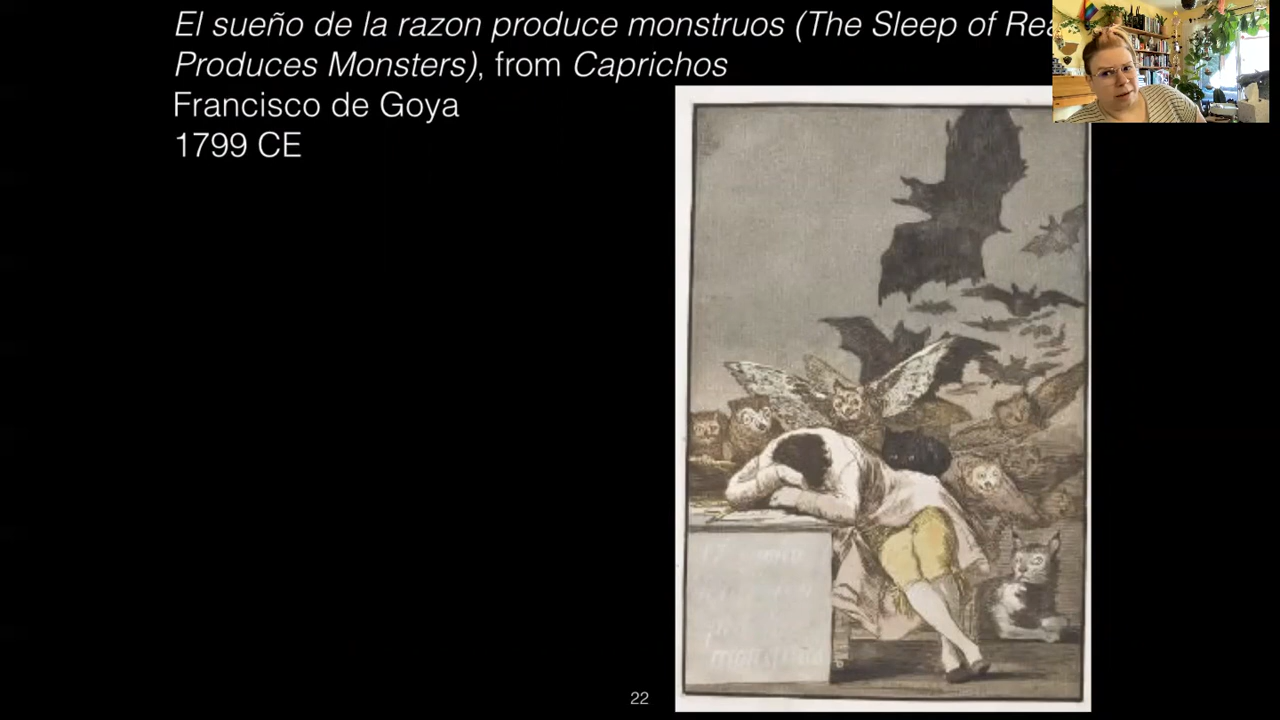 El sueño de la razon produce monstruos (The Sleep of
Produces Monsters), from Caprichos
Francisco de Goya
1799 CE
monstruos
22